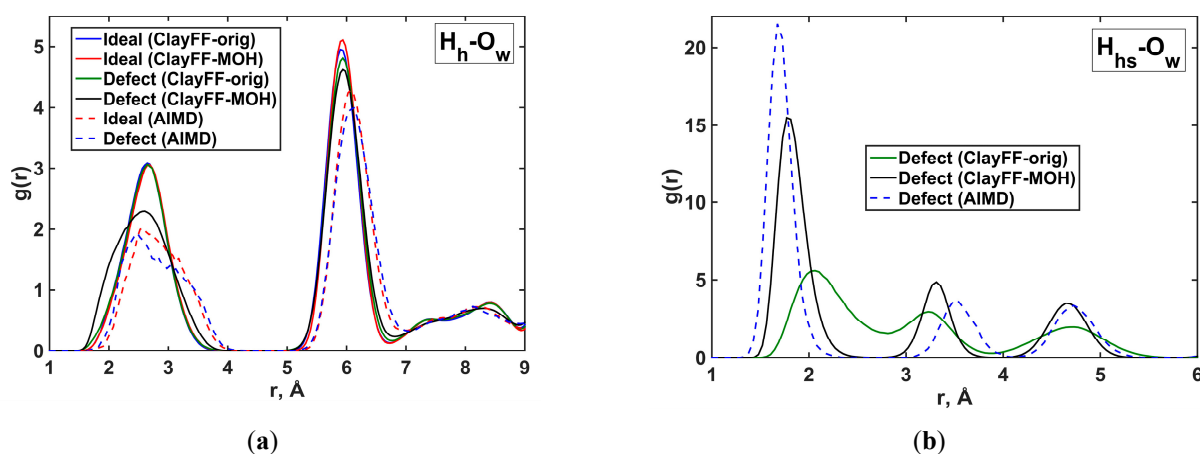 H_h-O_w
Ideal (ClayFF-orig)
Ideal (ClayFF-MOH)
Defect (ClayFF-orig)
Defect (ClayFF-MOH)
Ideal (AIMD)
Defect (AIMD)
g(r)
5
4
3
2
1
0
1 2 3 4 5 6 7 8 9
r, Å
(a)
H_hs-O_w
Defect (ClayFF-orig)
Defect (ClayFF-MOH)
Defect (AIMD)
g(r)
20
15
10
5
0
1 2 3 4 5 6
r, Å
(b)